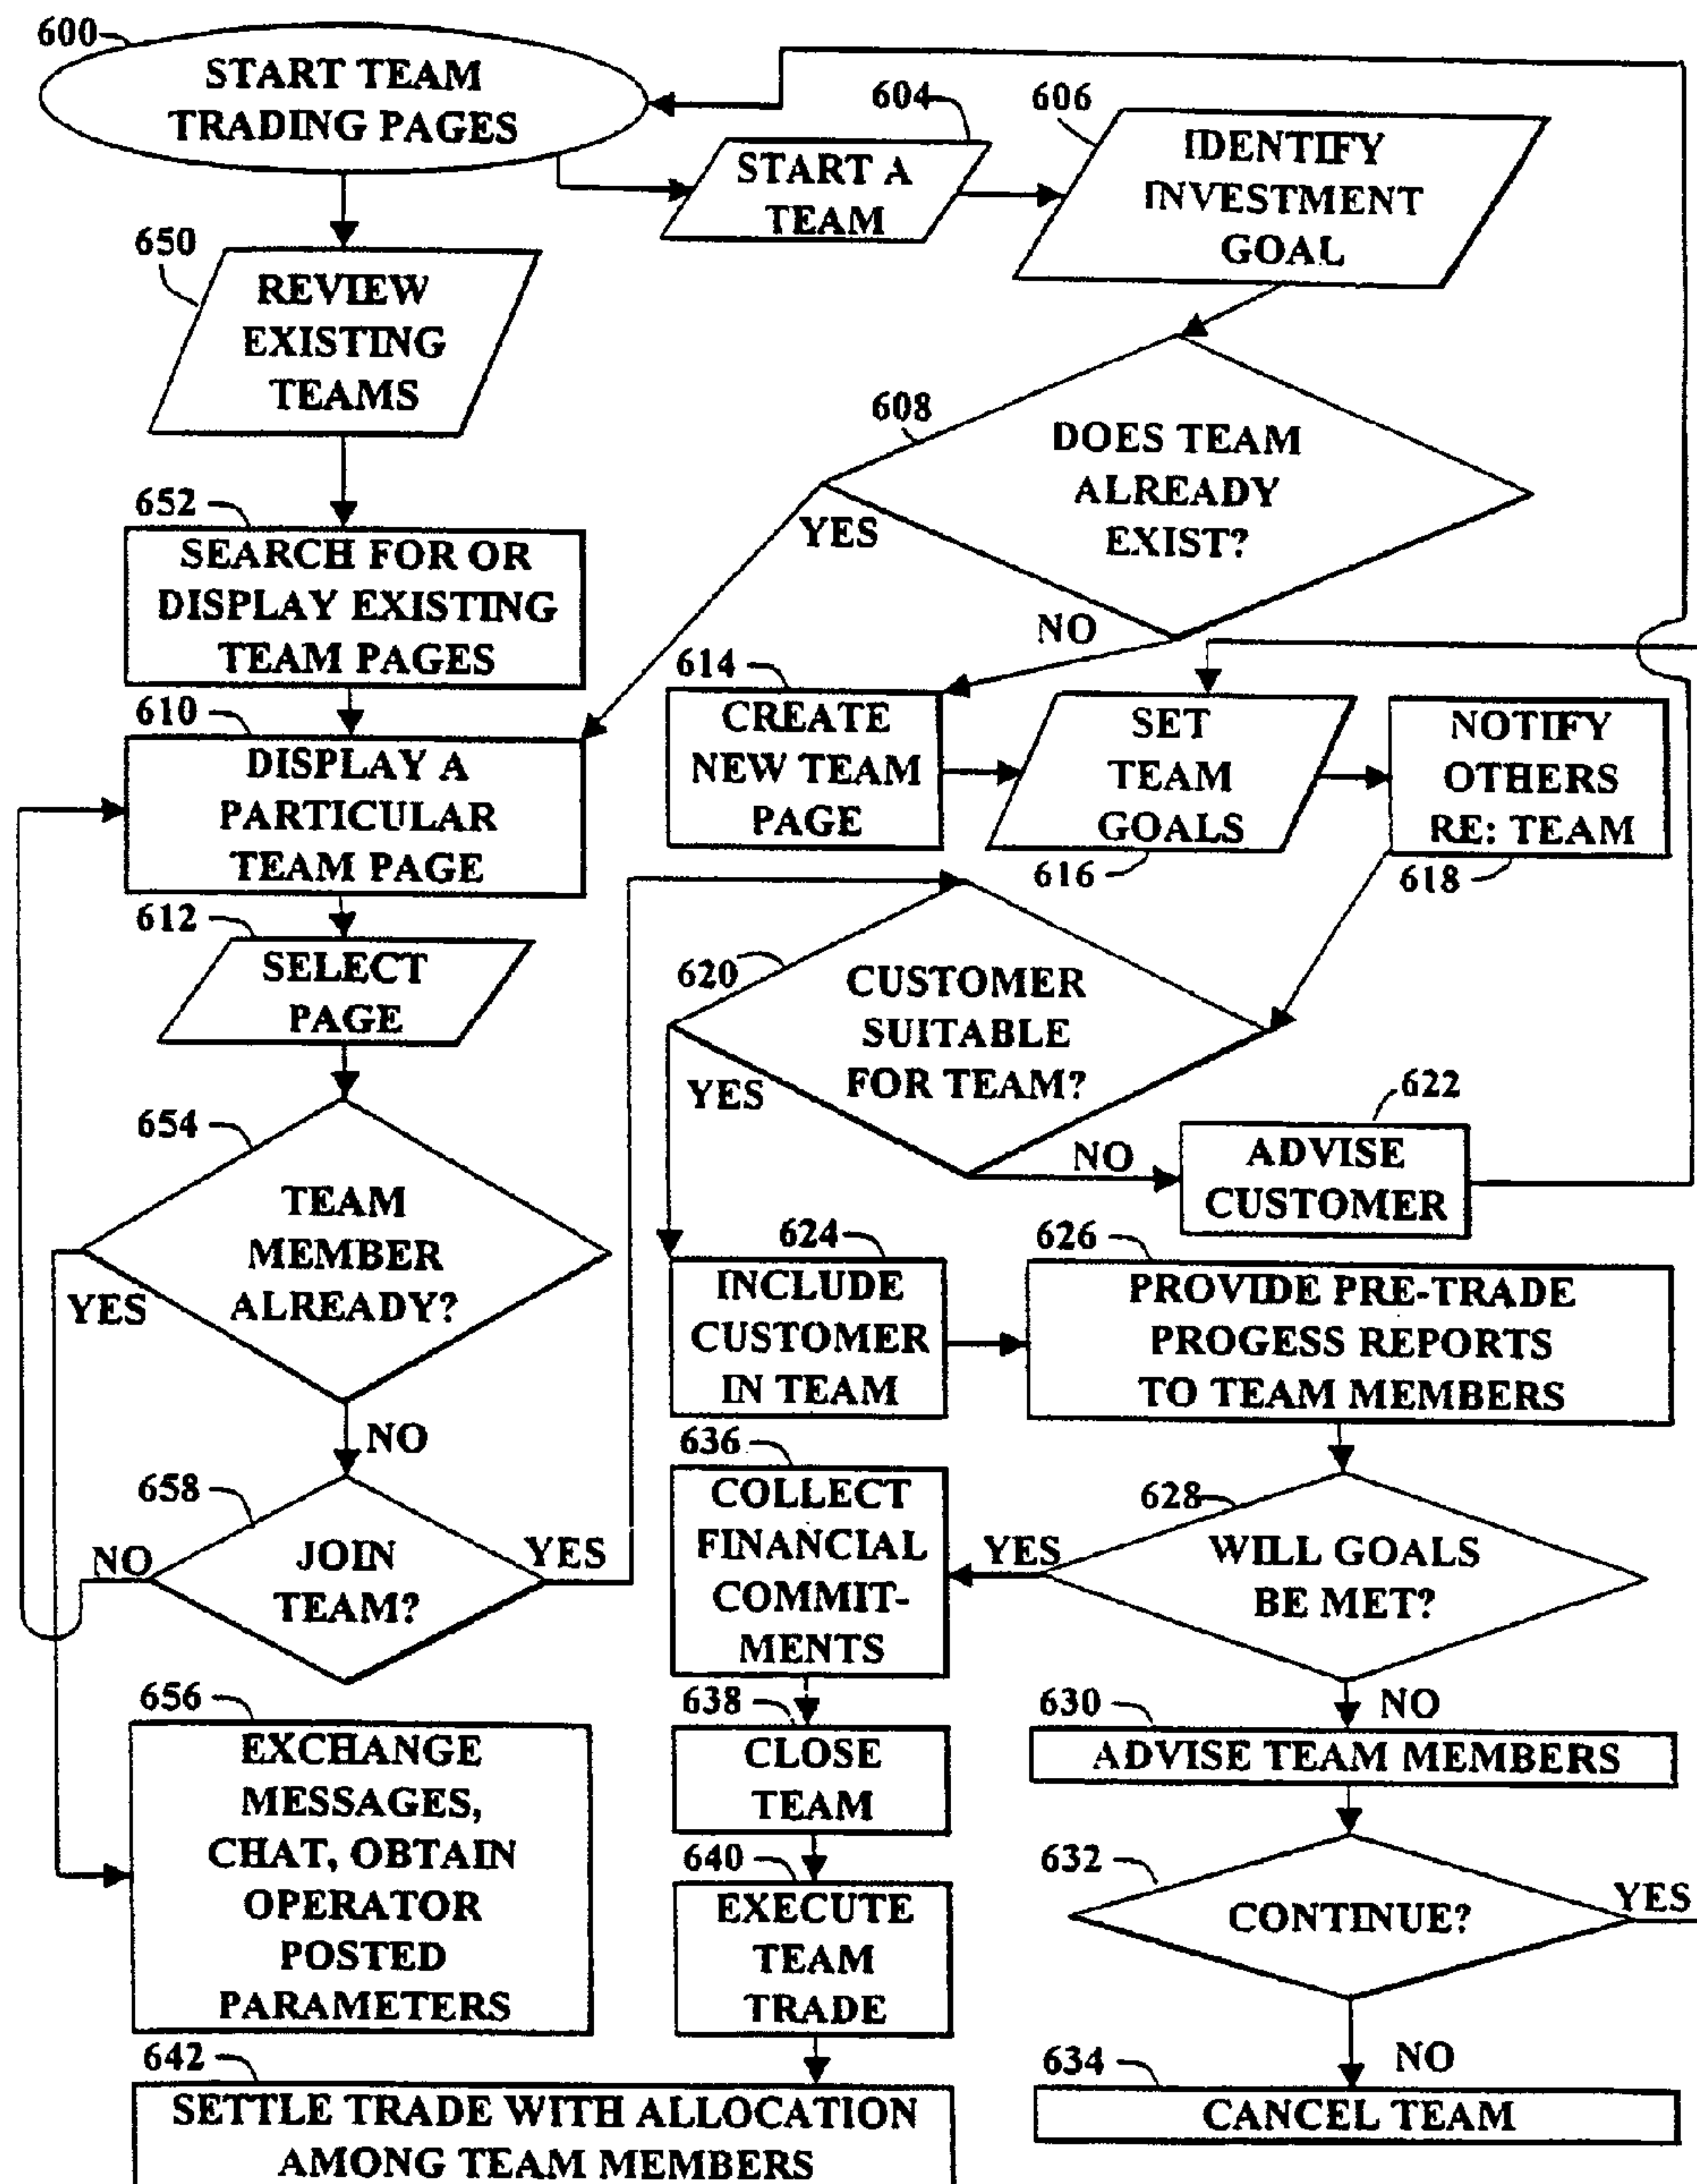 600
START TEAM
TRADING PAGES
604
START A
TEAM
606
IDENTIFY
INVESTMENT
GOAL
650
REVIEW
EXISTING
TEAMS
608
DOES TEAM
ALREADY
EXIST?
YES
NO
652
SEARCH FOR OR
DISPLAY EXISTING
TEAM PAGES
614
CREATE
NEW TEAM
PAGE
SET
TEAM
GOALS
616
NOTIFY
OTHERS
RE: TEAM
618
610
DISPLAY A
PARTICULAR
TEAM PAGE
612
SELECT
PAGE
620
CUSTOMER
SUITABLE
FOR TEAM?
YES
NO
622
ADVISE
CUSTOMER
654
TEAM
MEMBER
ALREADY?
YES
NO
624
INCLUDE
CUSTOMER
IN TEAM
626
PROVIDE PRE-TRADE
PROGESS REPORTS
TO TEAM MEMBERS
658
JOIN
TEAM?
NO
YES
636
COLLECT
FINANCIAL
COMMIT-
MENTS
628
WILL GOALS
BE MET?
YES
NO
656
EXCHANGE
MESSAGES,
CHAT, OBTAIN
OPERATOR
POSTED
PARAMETERS
638
CLOSE
TEAM
630
ADVISE TEAM MEMBERS
640
EXECUTE
TEAM
TRADE
632
CONTINUE?
YES
NO
642
SETTLE TRADE WITH ALLOCATION
AMONG TEAM MEMBERS
634
CANCEL TEAM